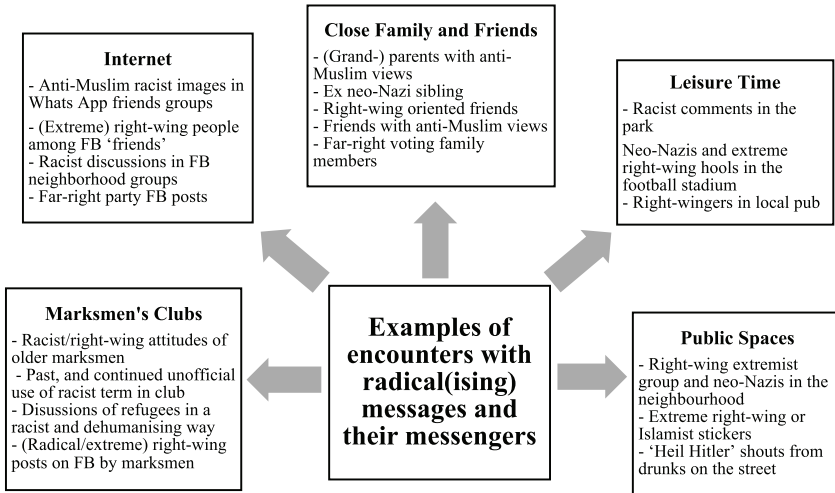 Internet
- Anti-Muslim racist images in
Whats App friends groups
- (Extreme) right-wing people
among FB ‘friends’
- Racist discussions in FB
neighborhood groups
- Far-right party FB posts
Close Family and Friends
- (Grand-) parents with anti-
Muslim views
- Ex neo-Nazi sibling
- Right-wing oriented friends
- Friends with anti-Muslim views
- Far-right voting family
members
Leisure Time
- Racist comments in the
park
Neo-Nazis and extreme
right-wing hools in the
football stadium
- Right-wingers in local pub
Marksmen's Clubs
- Racist/right-wing attitudes of
older marksmen
- Past, and continued unofficial
use of racist term in club
- Disussions of refugees in a
racist and dehumanising way
- (Radical/extreme) right-wing
posts on FB by marksmen
Examples of
encounters with
radical(ising)
messages and
their messengers
Public Spaces
- Right-wing extremist
group and neo-Nazis in the
neighbourhood
- Extreme right-wing or
Islamist stickers
- ‘Heil Hitler’ shouts from
drunks on the street